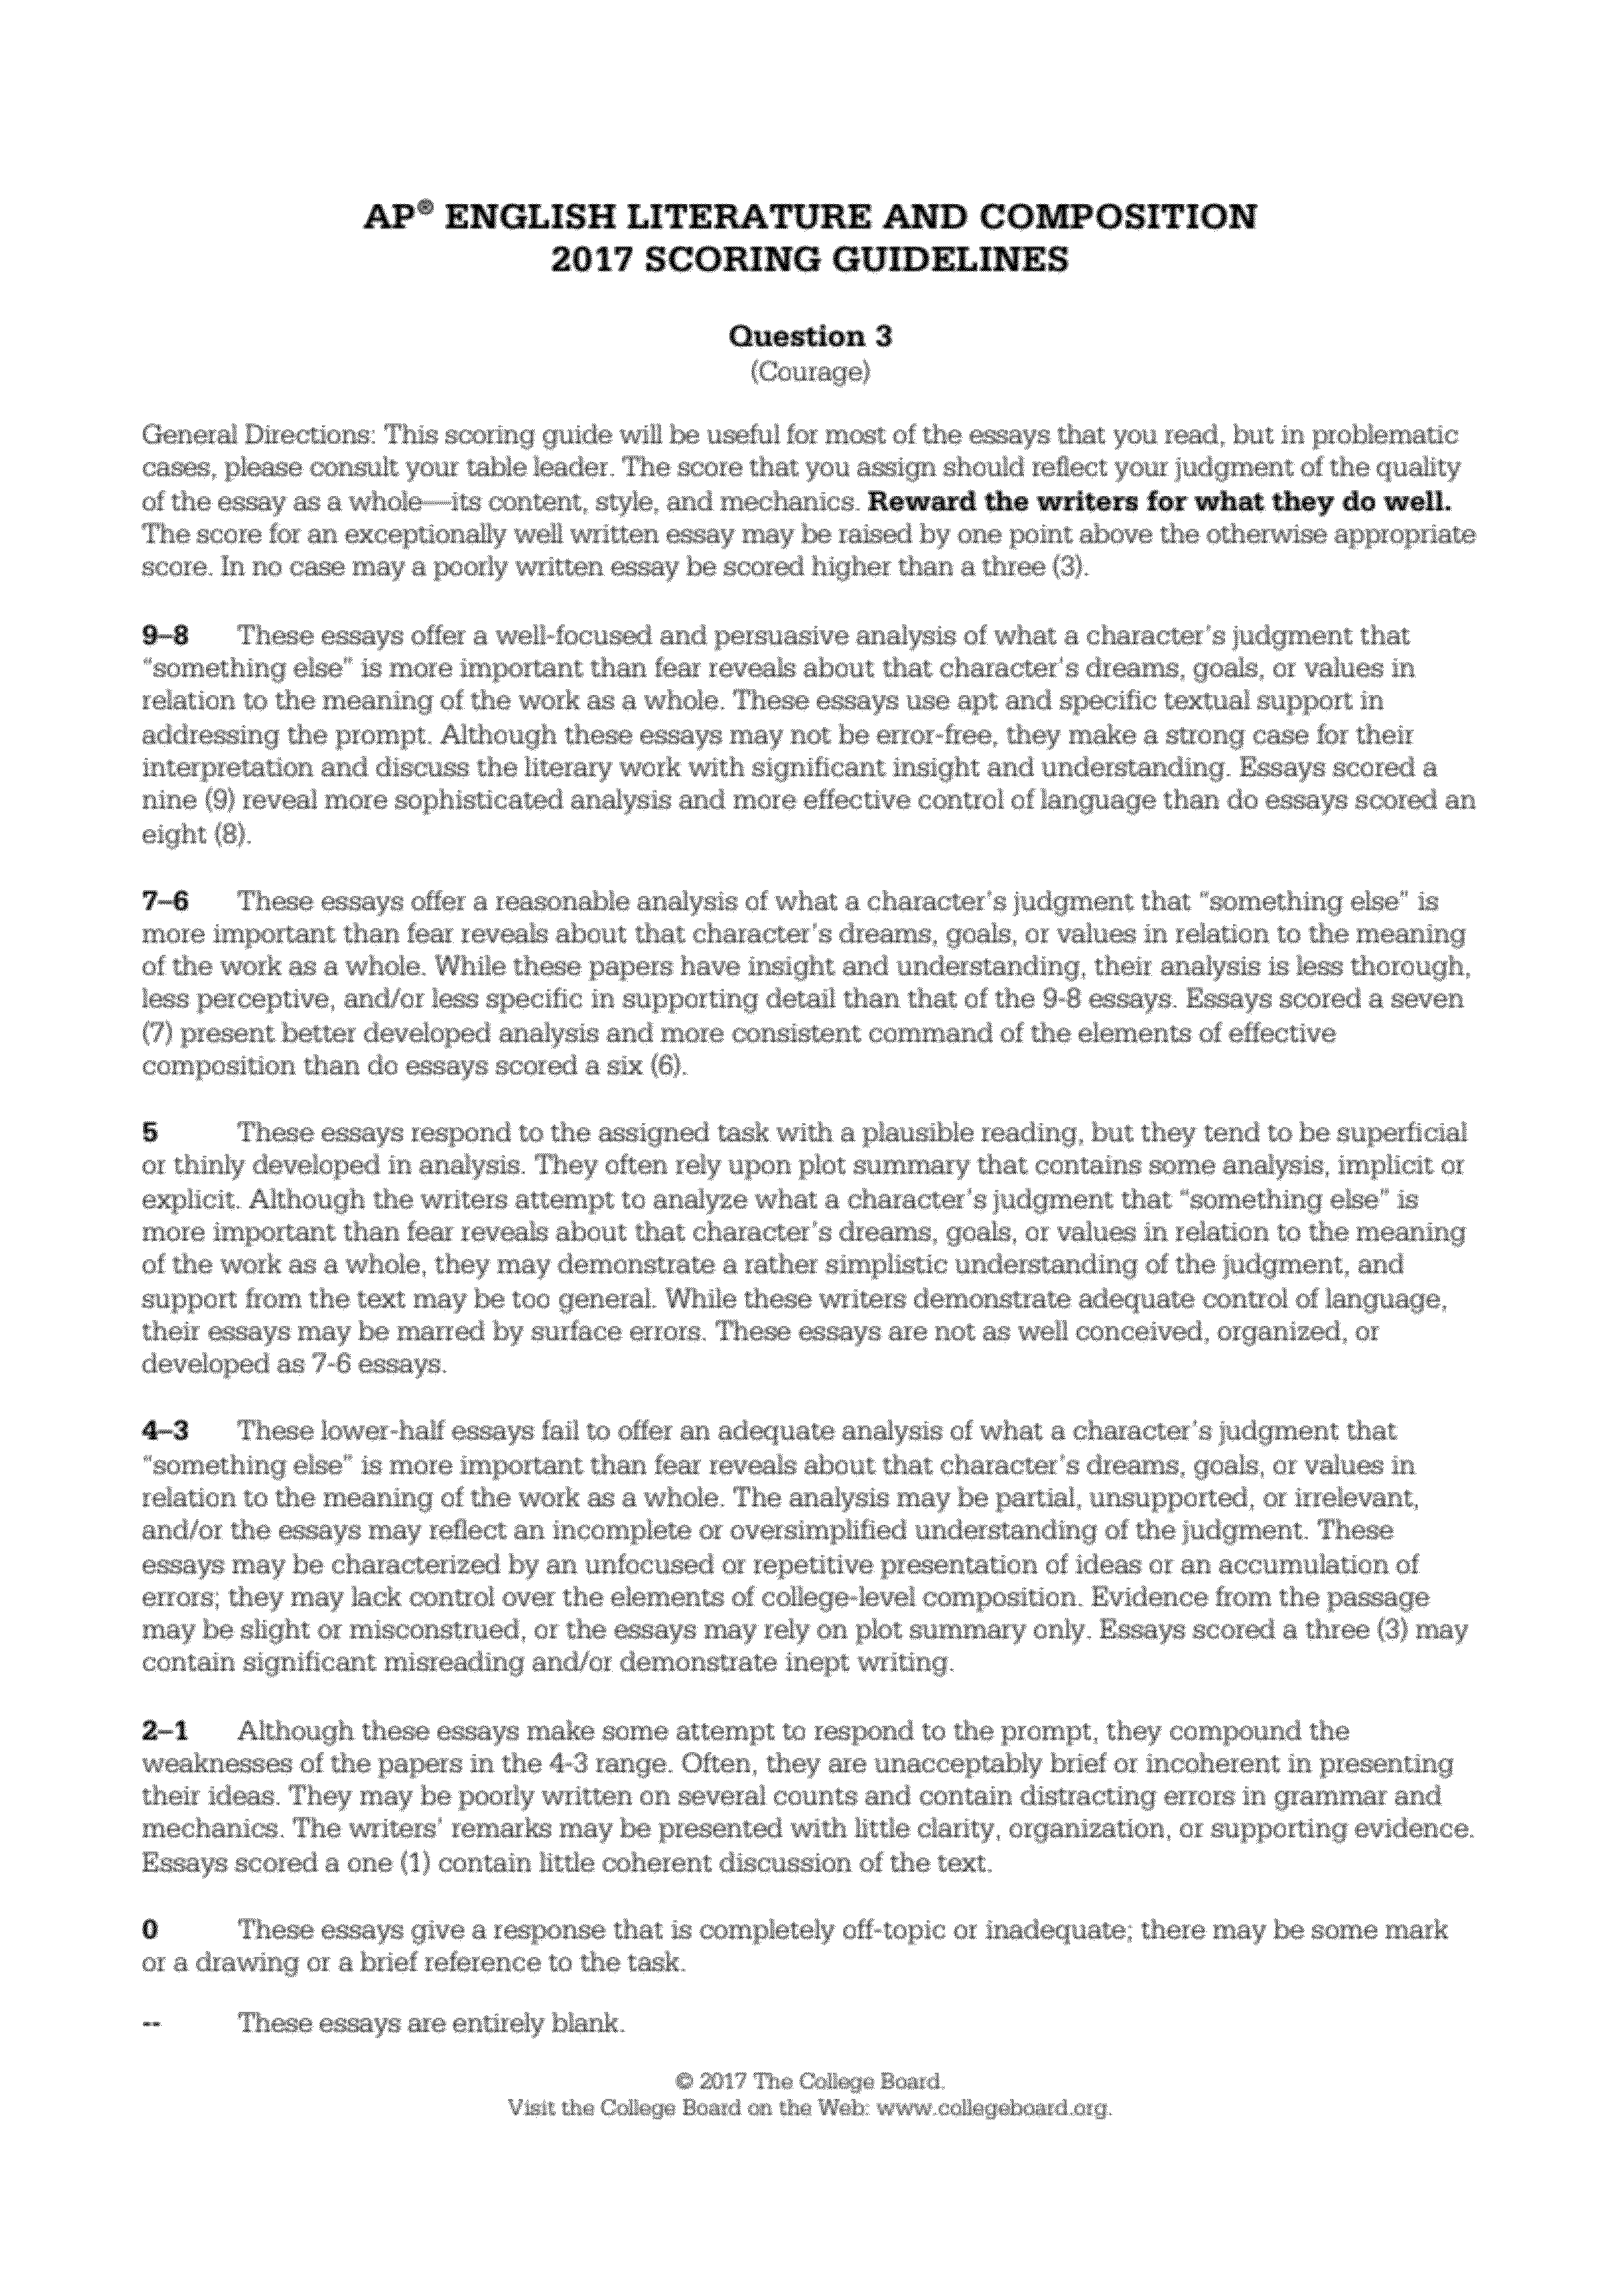 AP® ENGLISH LITERATURE AND COMPOSITION
2017 SCORING GUIDELINES
Question 3
(Courage)
General Directions: This scoring guide will be useful for most of the essays that you read, but in problematic
cases, please consult your table leader. The score that you assign should reflect your judgment of the quality
of the essay as a whole—its content, style, and mechanics. Reward the writers for what they do well.
The score for an exceptionally well written essay may be raised by one point above the otherwise appropriate
score. In no case may a poorly written essay be scored higher than a three (3).
9–8 These essays offer a well-focused and persuasive analysis of what a character's judgment that
"something else" is more important than fear reveals about that character's dreams, goals, or values in
relation to the meaning of the work as a whole. These essays use apt and specific textual support in
addressing the prompt. Although these essays may not be error-free, they make a strong case for their
interpretation and discuss the literary work with significant insight and understanding. Essays scored a
nine (9) reveal more sophisticated analysis and more effective control of language than do essays scored an
eight (8).
7–6 These essays offer a reasonable analysis of what a character's judgment that "something else" is
more important than fear reveals about that character's dreams, goals, or values in relation to the meaning
of the work as a whole. While these papers have insight and understanding, their analysis is less thorough,
less perceptive, and/or less specific in supporting detail than that of the 9-8 essays. Essays scored a seven
(7) present better developed analysis and more consistent command of the elements of effective
composition than do essays scored a six (6).
5 These essays respond to the assigned task with a plausible reading, but they tend to be superficial
or thinly developed in analysis. They often rely upon plot summary that contains some analysis, implicit or
explicit. Although the writers attempt to analyze what a character's judgment that "something else" is
more important than fear reveals about that character's dreams, goals, or values in relation to the meaning
of the work as a whole, they may demonstrate a rather simplistic understanding of the judgment, and
support from the text may be too general. While these writers demonstrate adequate control of language,
their essays may be marred by surface errors. These essays are not as well conceived, organized, or
developed as 7-6 essays.
4–3 These lower-half essays fail to offer an adequate analysis of what a character's judgment that
"something else" is more important than fear reveals about that character's dreams, goals, or values in
relation to the meaning of the work as a whole. The analysis may be partial, unsupported, or irrelevant,
and/or the essays may reflect an incomplete or oversimplified understanding of the judgment. These
essays may be characterized by an unfocused or repetitive presentation of ideas or an accumulation of
errors; they may lack control over the elements of college-level composition. Evidence from the passage
may be slight or misconstrued, or the essays may rely on plot summary only. Essays scored a three (3) may
contain significant misreading and/or demonstrate inept writing.
2–1 Although these essays make some attempt to respond to the prompt, they compound the
weaknesses of the papers in the 4-3 range. Often, they are unacceptably brief or incoherent in presenting
their ideas. They may be poorly written on several counts and contain distracting errors in grammar and
mechanics. The writers' remarks may be presented with little clarity, organization, or supporting evidence.
Essays scored a one (1) contain little coherent discussion of the text.
0 These essays give a response that is completely off-topic or inadequate; there may be some mark
or a drawing or a brief reference to the task.
-- These essays are entirely blank.
© 2017 The College Board.
Visit the College Board on the Web: www.collegeboard.org.